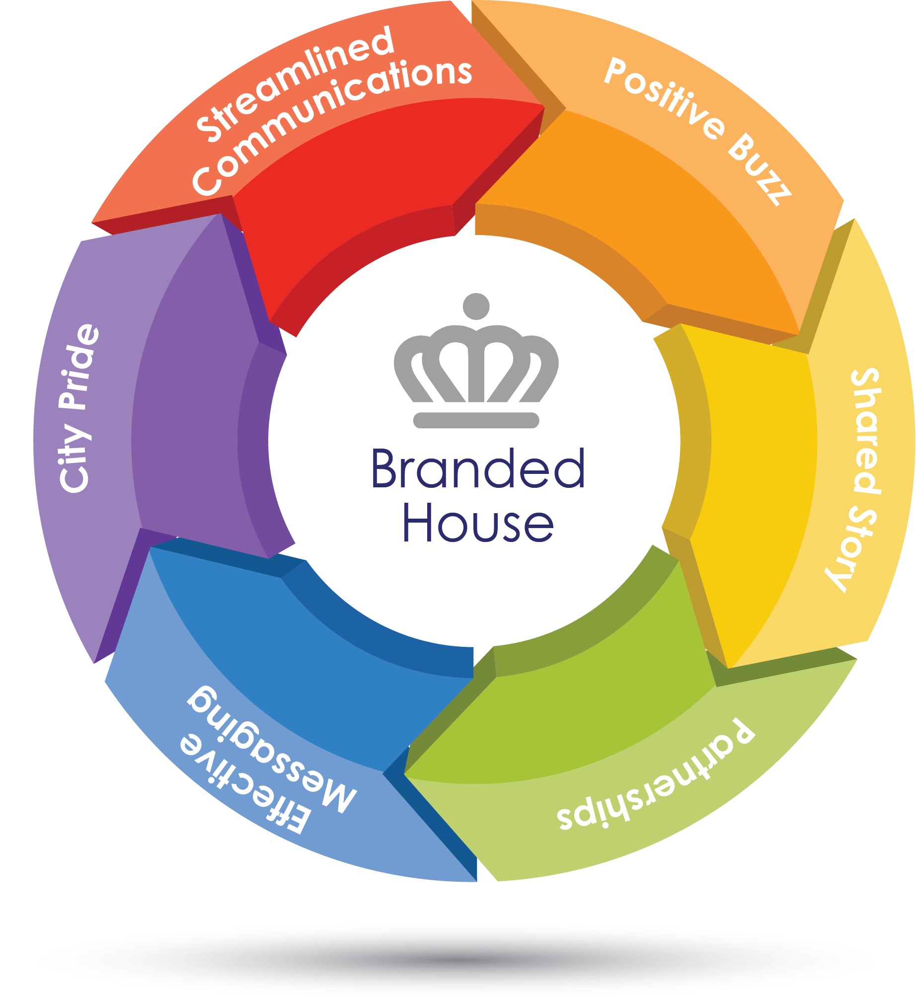 Streamlined
Communications
Positive Buzz
Shared Story
Partnerships
Effective
Messaging
City Pride
Branded
House